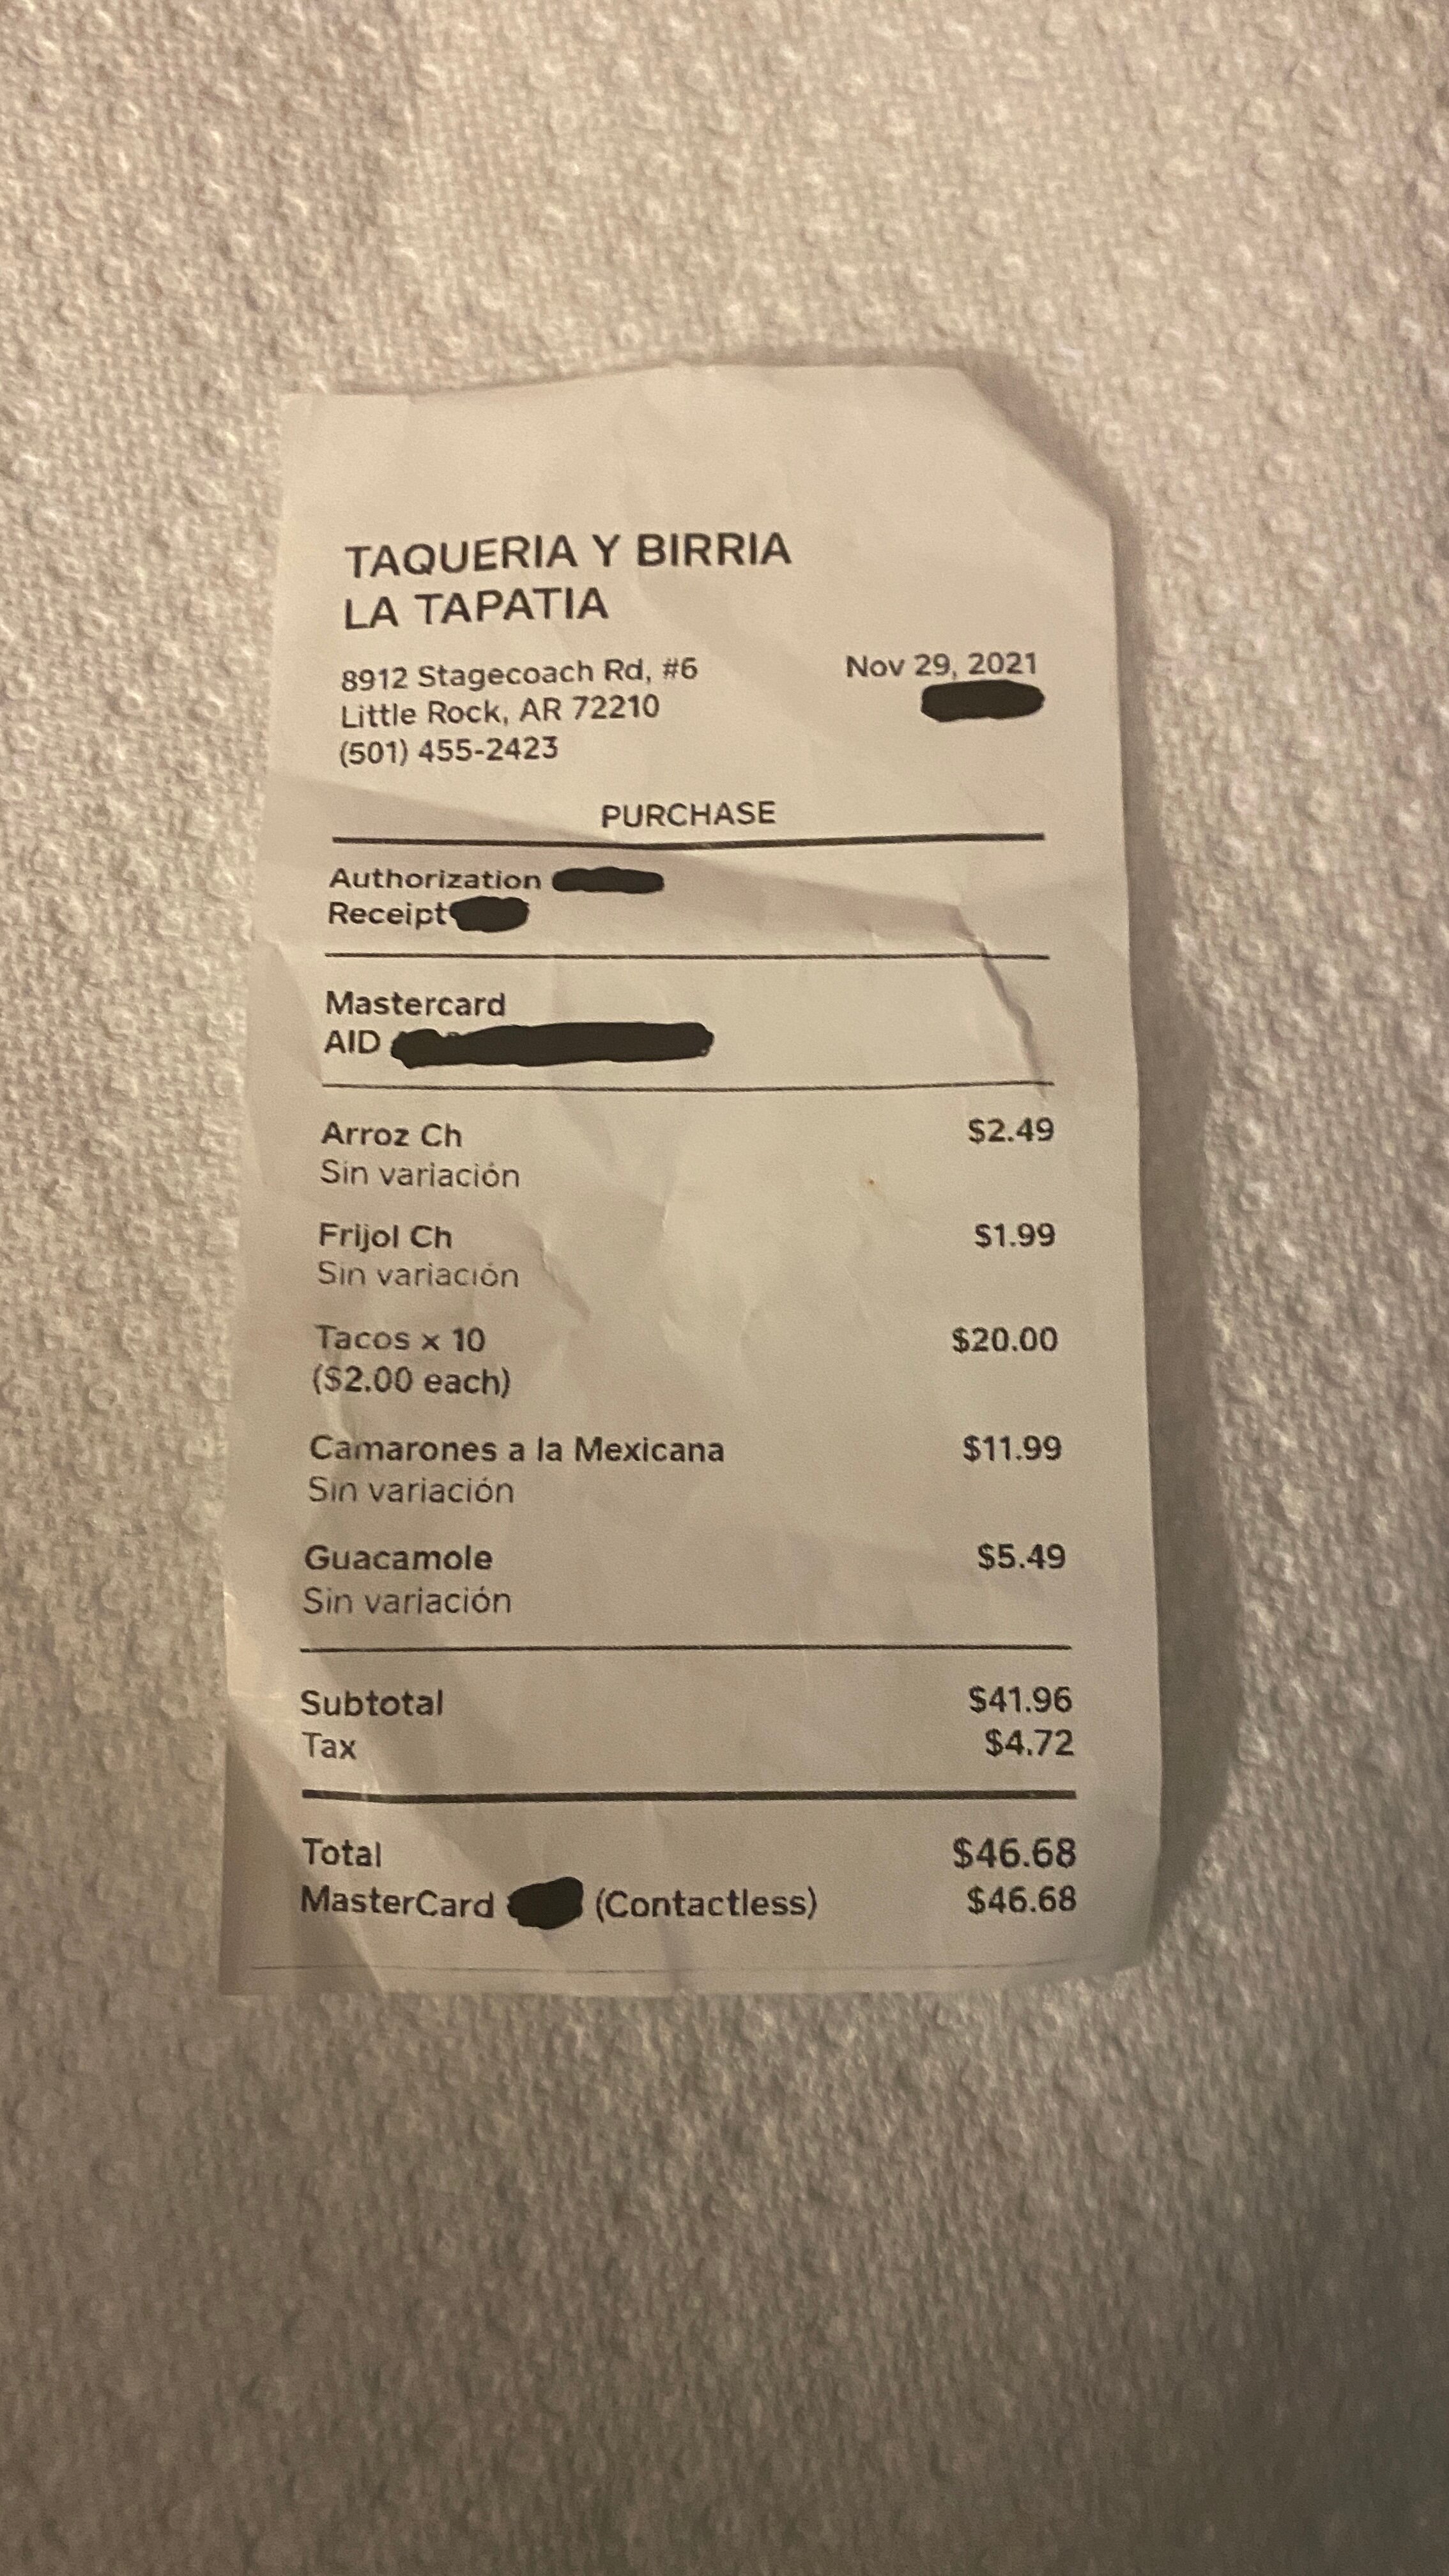 TAQUERIA Y BIRRIA
LA TAPATIA
8912 Stagecoach Rd, #6
Little Rock, AR 72210
(501) 455-2423
Nov 29, 2021
PURCHASE
Authorization
Receipt
Mastercard
AID
Arroz Ch $2.49
Sin variación
Frijol Ch $1.99
Sin variación
Tacos x 10 $20.00
($2.00 each)
Camarones a la Mexicana $11.99
Sin variación
Guacamole $5.49
Sin variación
Subtotal $41.96
Tax $4.72
Total $46.68
MasterCard (Contactless) $46.68